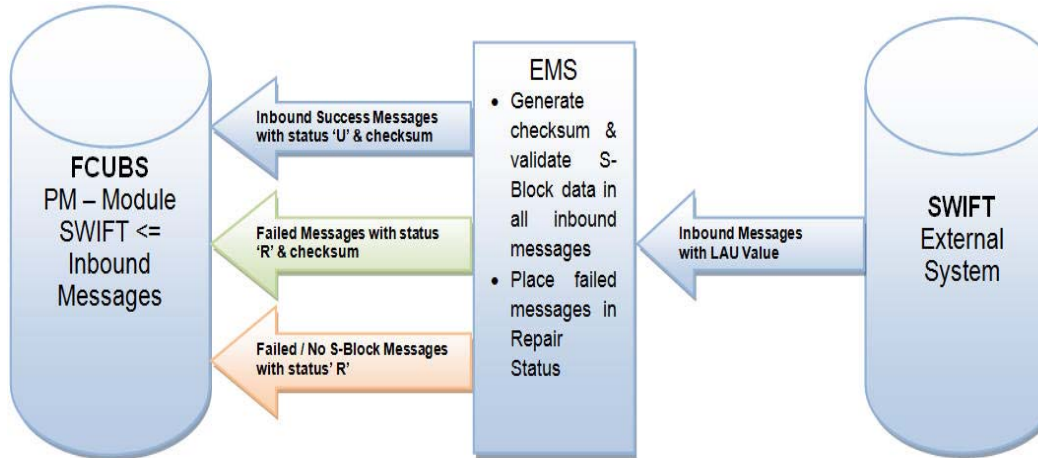 FCUBS
PM – Module
SWIFT <=
Inbound
Messages
Inbound Success Messages
with status ‘U’ & checksum
Failed Messages with status
‘R’ & checksum
Failed / No S-Block Messages
with status’ R’
EMS
• Generate
checksum &
validate S-
Block data in
all inbound
messages
• Place failed
messages in
Repair
Status
Inbound Messages
with LAU Value
SWIFT
External
System